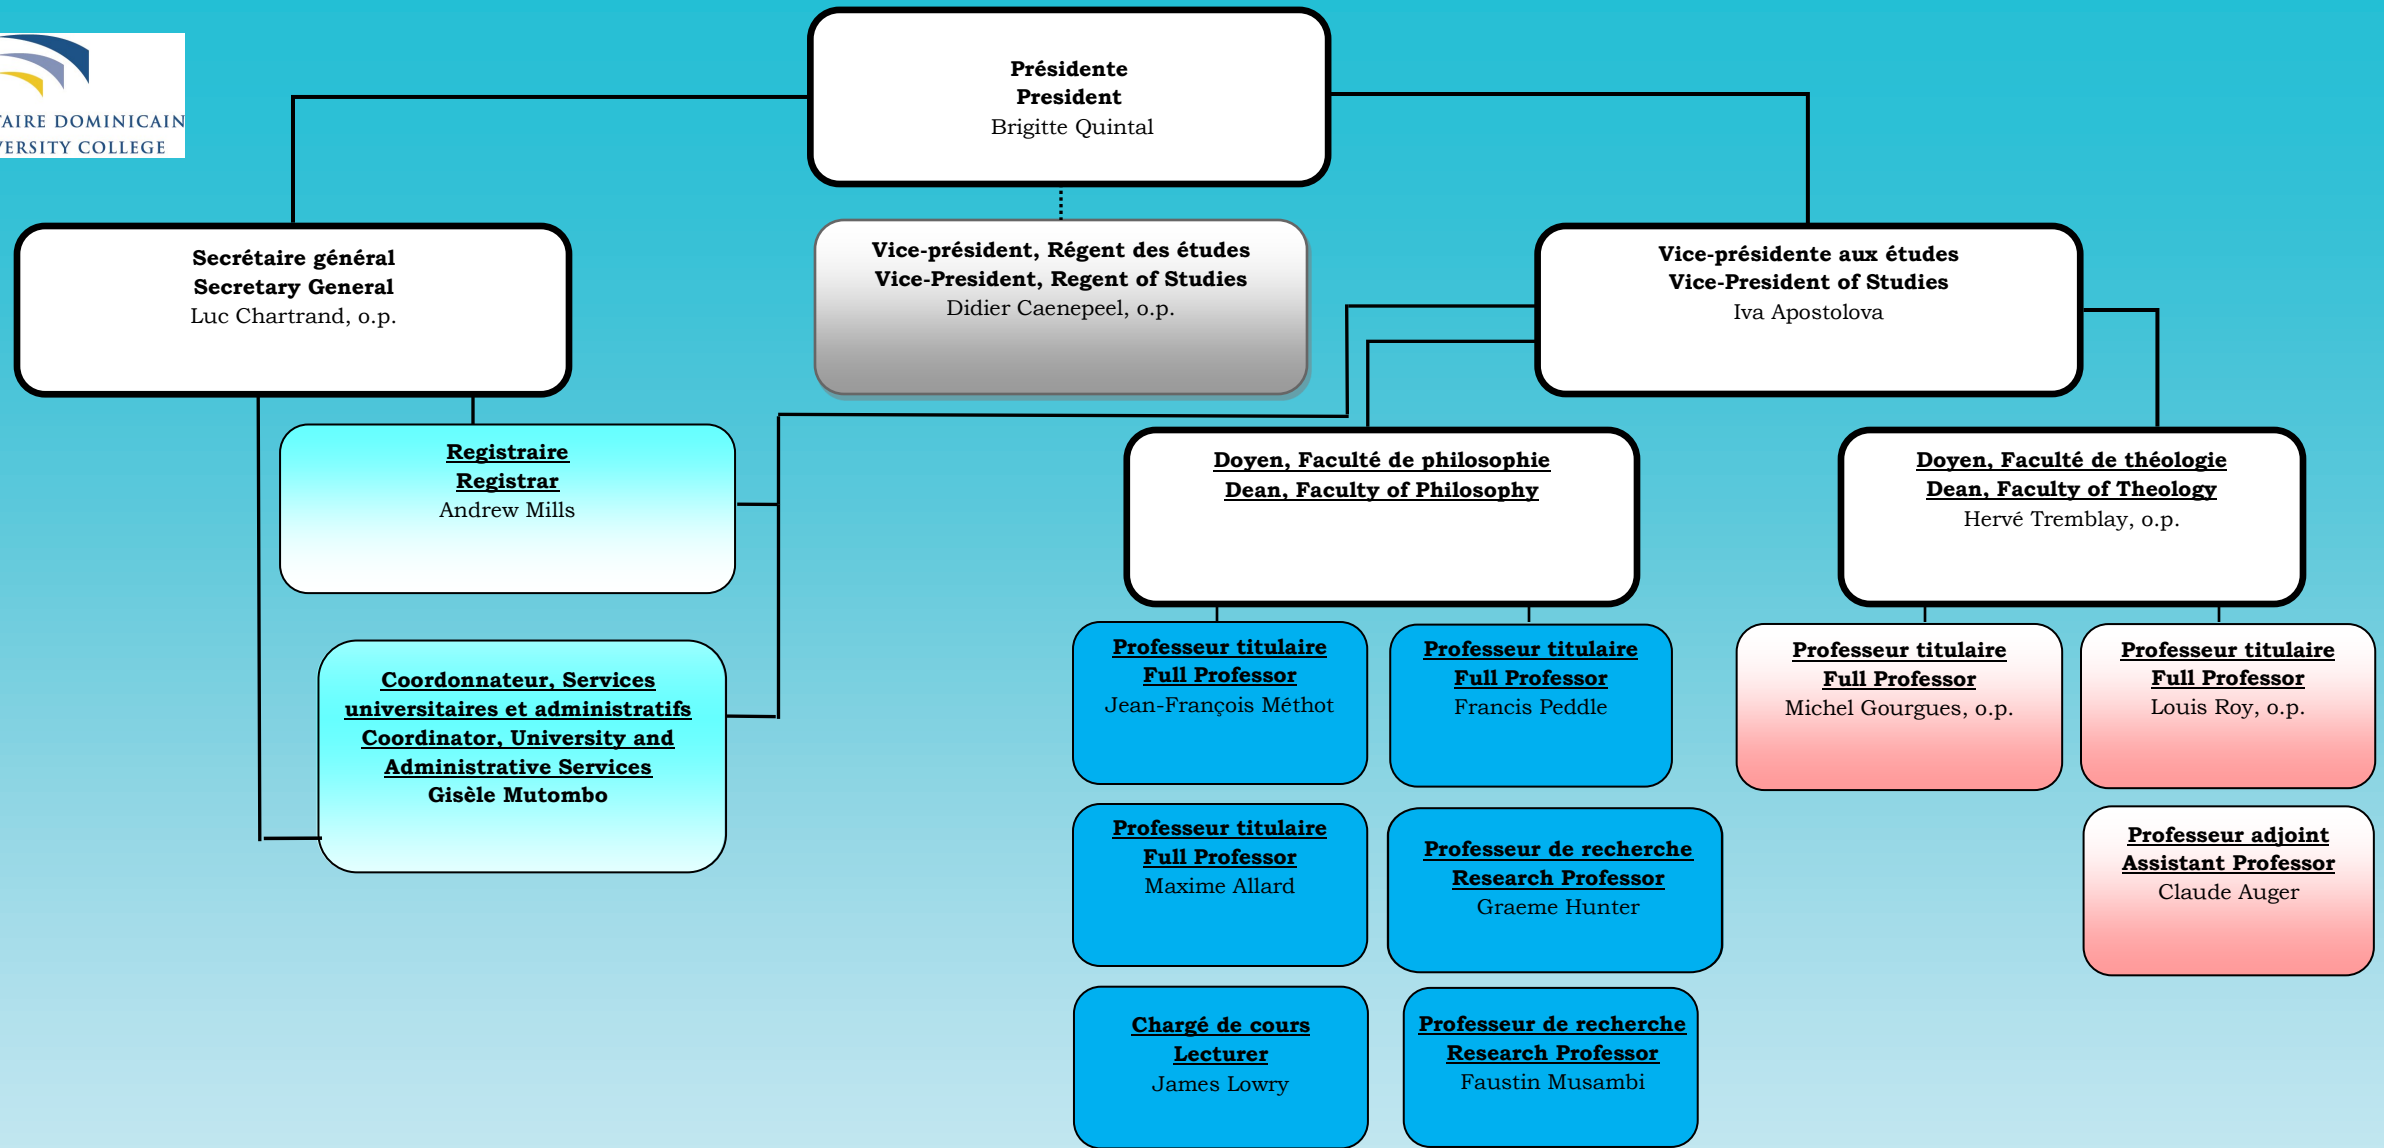 DOMINICAIN
COLLEGE
Présidente
President
Brigitte Quintal
Secrétaire général
Secretary General
Luc Chartrand, o.p.
Vice-président, Régent des études
Vice-President, Regent of Studies
Didier Caenepeel, o.p.
Vice-présidente aux études
Vice-President of Studies
Iva Apostolova
Registraire
Registrar
Andrew Mills
Doyen, Faculté de philosophie
Dean, Faculty of Philosophy
Doyen, Faculté de théologie
Dean, Faculty of Theology
Hervé Tremblay, o.p.
Coordonnateur, Services
universitaires et administratifs
Coordinator, University and
Administrative Services
Gisèle Mutombo
Professeur titulaire
Full Professor
Jean-François Méthot
Professeur titulaire
Full Professor
Francis Peddle
Professeur titulaire
Full Professor
Michel Gourgues, o.p.
Professeur titulaire
Full Professor
Louis Roy, o.p.
Professeur titulaire
Full Professor
Maxime Allard
Professeur de recherche
Research Professor
Graeme Hunter
Professeur adjoint
Assistant Professor
Claude Auger
Chargé de cours
Lecturer
James Lowry
Professeur de recherche
Research Professor
Faustin Musambi